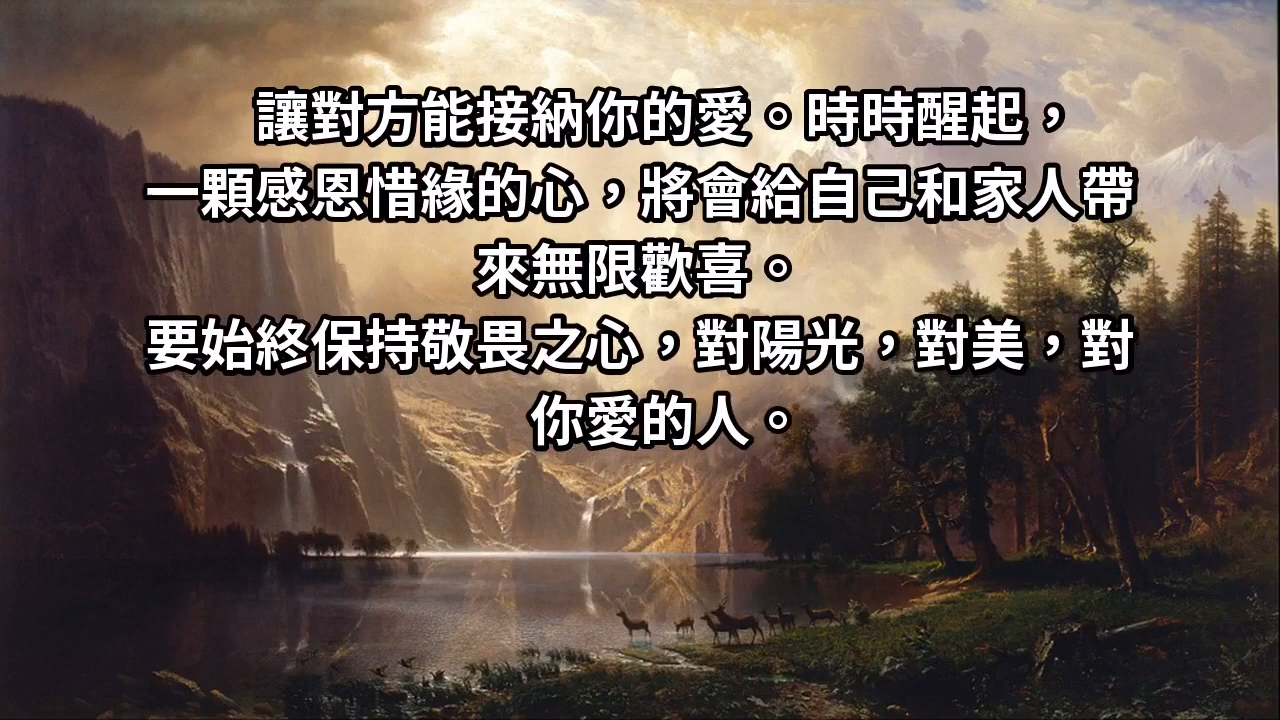 讓對方能接納你的愛。時時醒起，
一顆感恩惜緣的心，將會給自己和家人帶
來無限歡喜。
要始終保持敬畏之心，對陽光，對美，對
你愛的人。